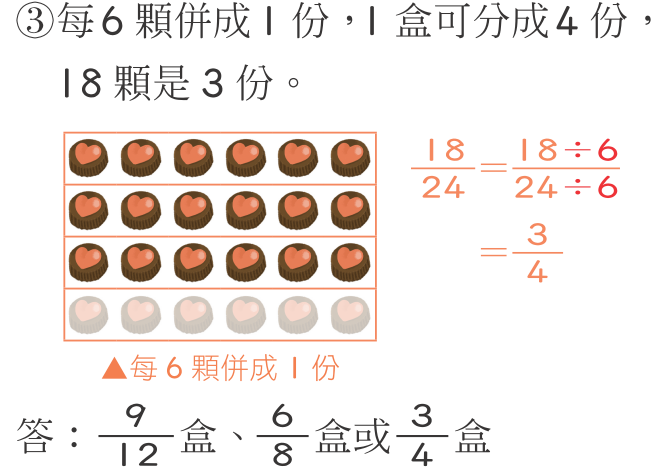 ③每6顆併成1份，1盒可分成4份，
18顆是3份。
18/24 = 18÷6/24÷6
= 3/4
▲每6顆併成1份
答：9/12盒、6/8盒或3/4盒